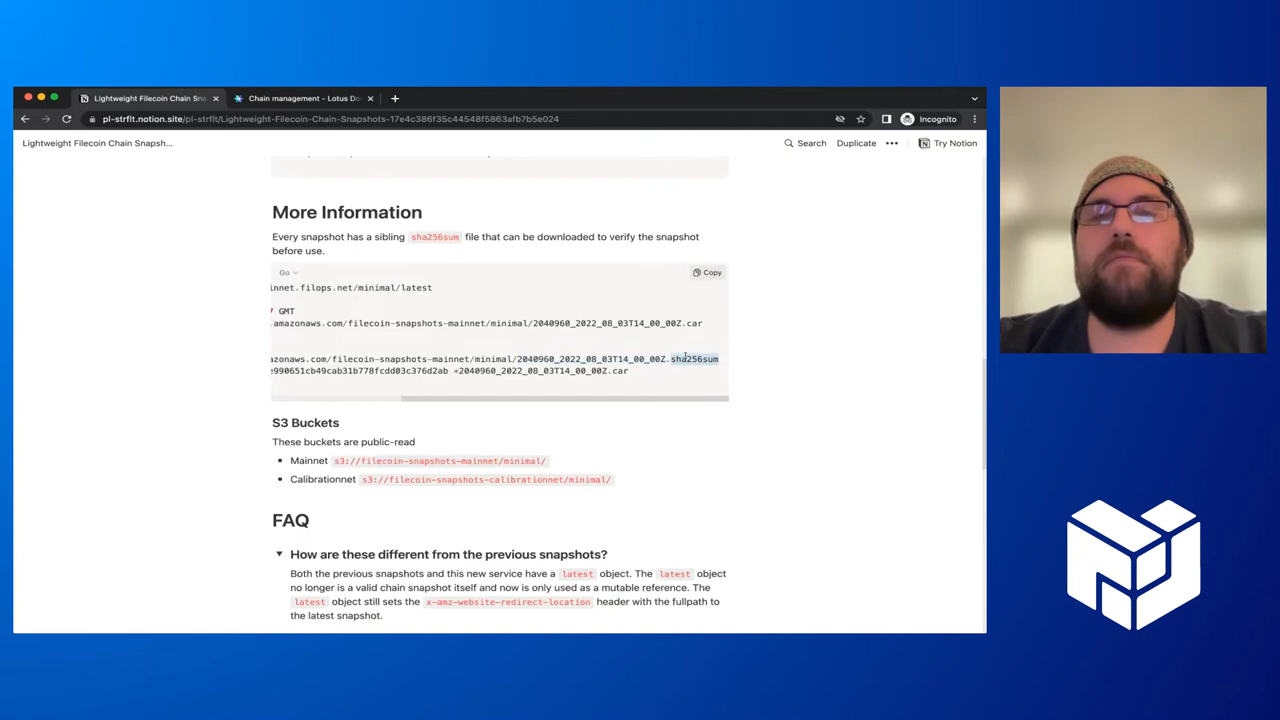 Lightweight Filecoin Chain Sna
Chain management - Lotus Do
pl-strflt.notion.site/pl-strflt/Lightweight-Filecoin-Chain-Snapshots-17e4c386f35c44548f5863afb7b5e024
Incognito
Lightweight Filecoin Chain Snapsh...
Search
Duplicate
Try Notion
More Information
Every snapshot has a sibling sha256sum file that can be downloaded to verify the snapshot
before use.
Go
Copy
innet.filops.net/minimal/latest
GMT
.amazonaws.com/filecoin-snapshots-mainnet/minimal/2040960_2022_08_03T14_00_00Z.car
azonaws.com/filecoin-snapshots-mainnet/minimal/2040960_2022_08_03T14_00_00Z.sha256sum
e990651cb49cab31b778fcdd03c376d2ab *2040960_2022_08_03T14_00_00Z.car
S3 Buckets
These buckets are public-read
• Mainnet s3://filecoin-snapshots-mainnet/minimal/
• Calibrationnet s3://filecoin-snapshots-calibrationnet/minimal/
FAQ
How are these different from the previous snapshots?
Both the previous snapshots and this new service have a latest object. The latest object
no longer is a valid chain snapshot itself and now is only used as a mutable reference. The
latest object still sets the x-amz-website-redirect-location header with the fullpath to
the latest snapshot.